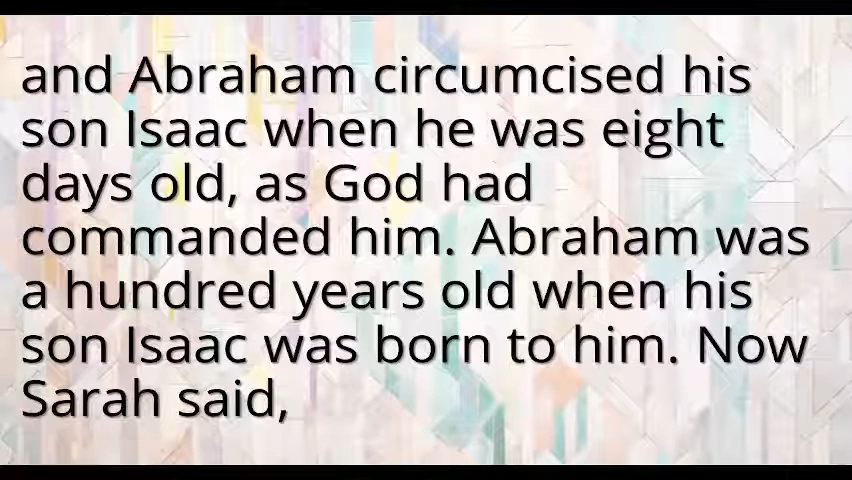 and Abraham circumcised his
son Isaac when he was eight
days old, as God had
commanded him. Abraham was
a hundred years old when his
son Isaac was born to him. Now
Sarah said,